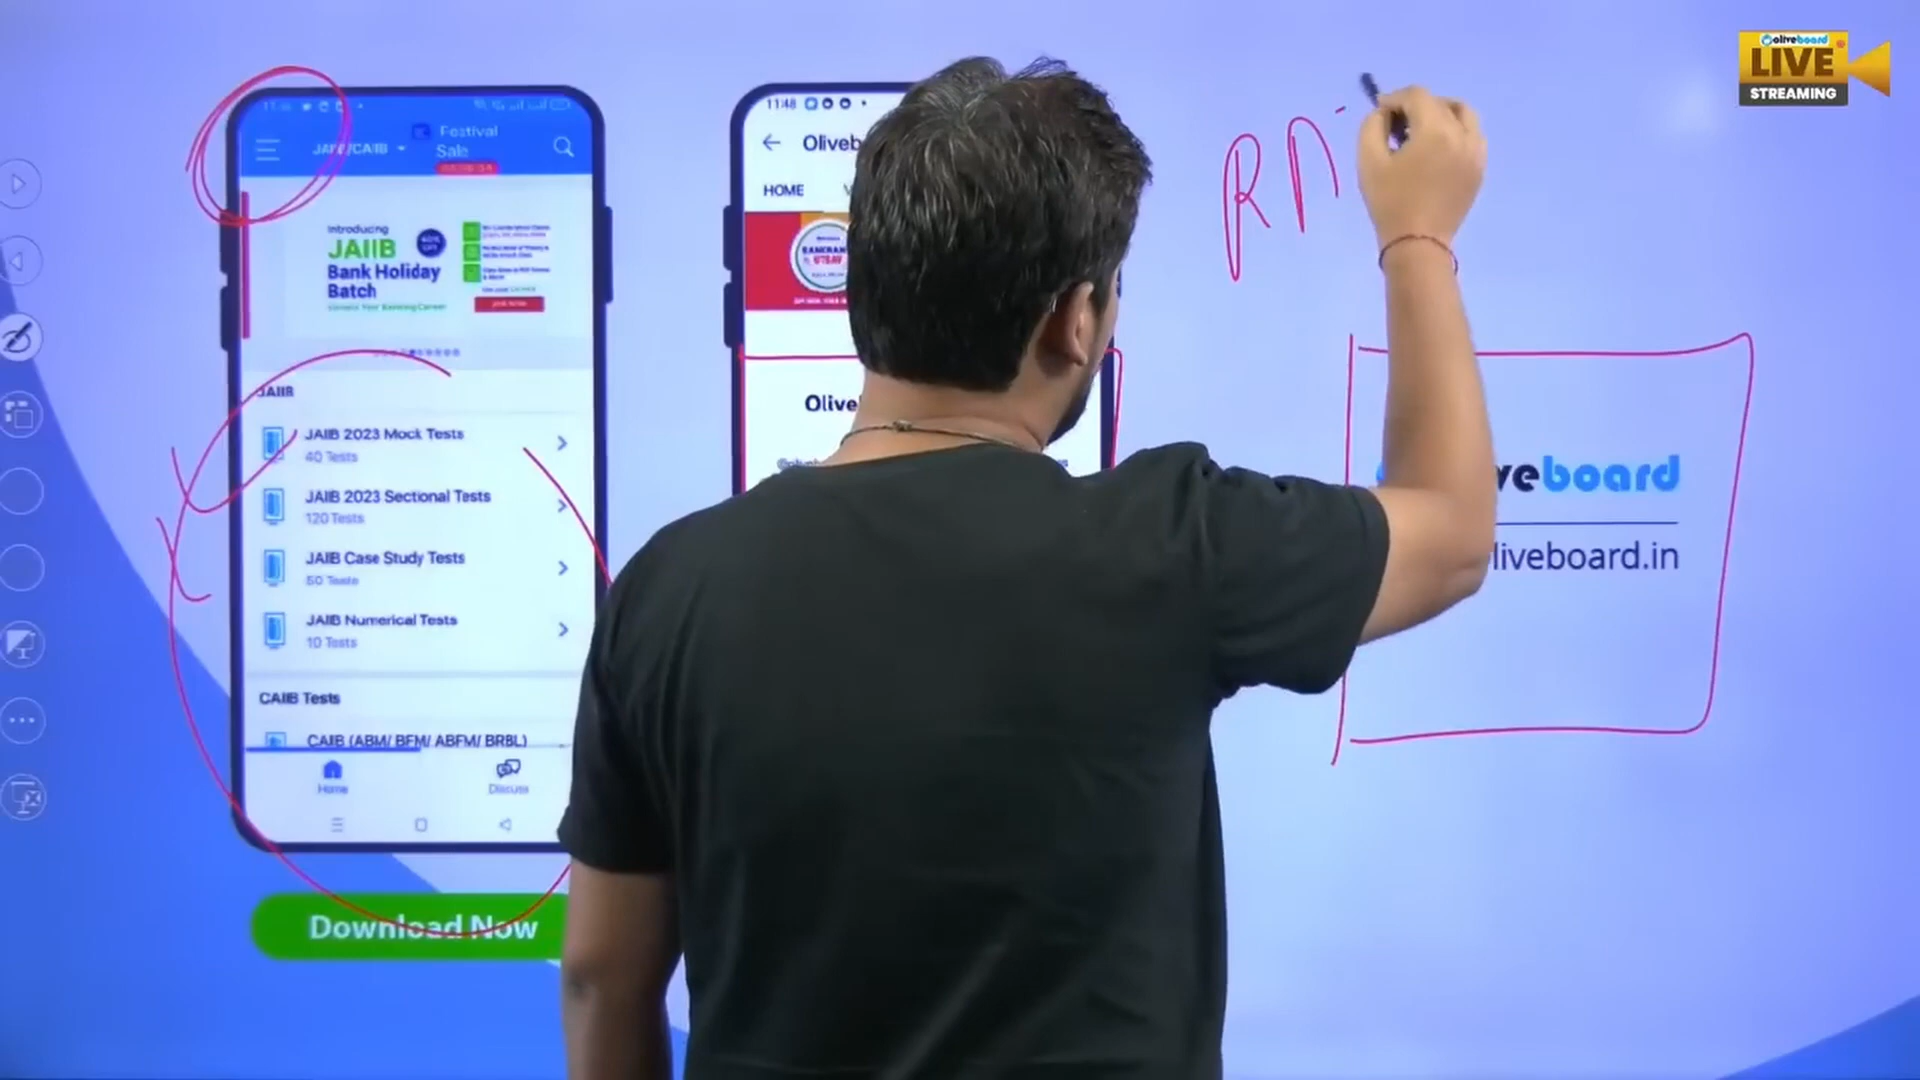 oliveboard
LIVE
STREAMING
JAIIB/CAIIB
Festival
Sale
Introducing
JAIIB
Bank Holiday
Batch
JAIIB
JAIIB 2023 Mock Tests
40 Tests
JAIIB 2023 Sectional Tests
120 Tests
JAIIB Case Study Tests
50 Tests
JAIIB Numerical Tests
10 Tests
CAIIB Tests
CAIIB (ABM/ BFM/ ABFM/ BRBL)
Home
Discuss
Download Now
11:48
Oliveb
HOME
Olive
R
veboard
liveboard.in